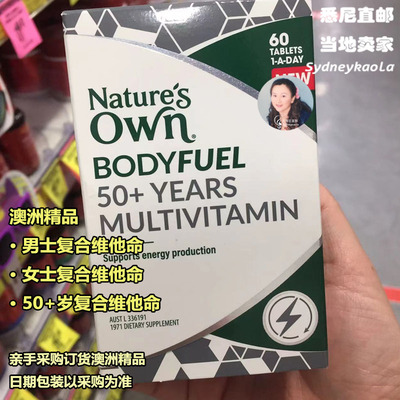 悉尼直邮
当地卖家
SydneykaoLa
60
TABLETS
1-A-DAY
NEW
Nature's
Own
BODYFUEL
50+ YEARS
MULTIVITAMIN
Supports energy production
澳洲精品
• 男士复合维他命
• 女士复合维他命
• 50+岁复合维他命
AUST L 336191
1971 DIETARY SUPPLEMENT
亲手采购订货澳洲精品
日期包装以采购为准